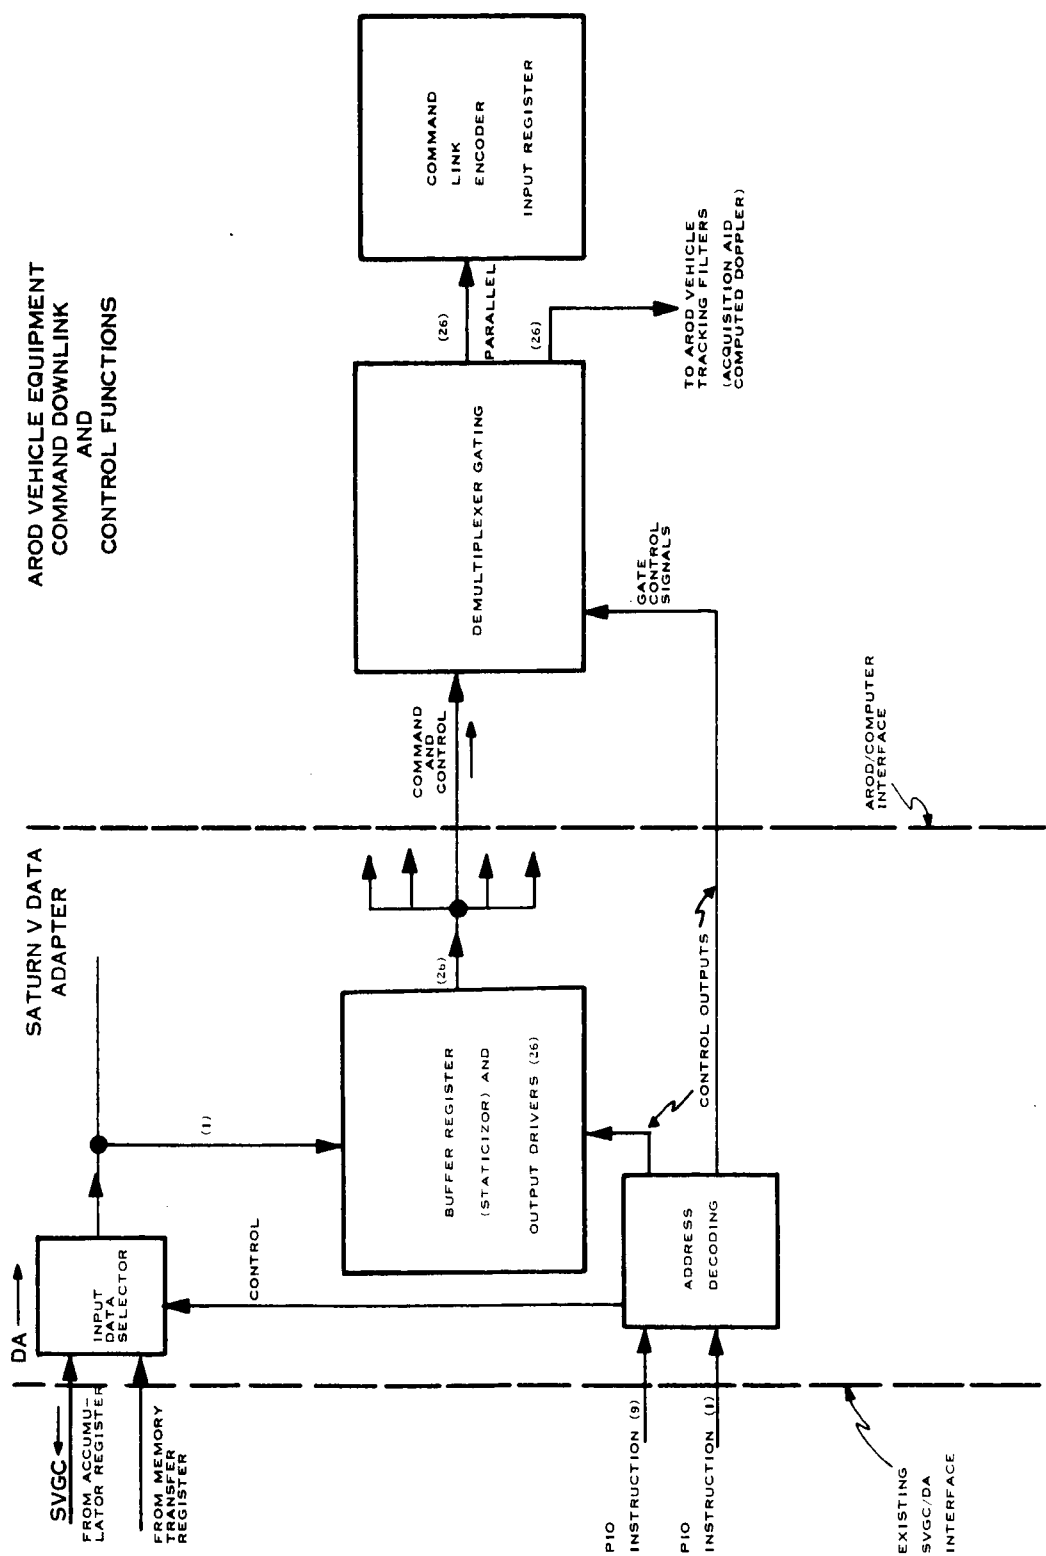 AROD VEHICLE EQUIPMENT
COMMAND DOWNLINK
AND
CONTROL FUNCTIONS
SATURN V DATA
ADAPTER
DA
SVGC
FROM ACCUMU-
LATOR REGISTER
FROM MEMORY
TRANSFER
REGISTER
INPUT
DATA
SELECTOR
(1)
CONTROL
BUFFER REGISTER
(STATICIZOR) AND
OUTPUT DRIVERS (26)
(26)
COMMAND
AND
CONTROL
DEMULTIPLEXER GATING
(26)
PARALLEL
(26)
COMMAND
LINK
ENCODER
INPUT REGISTER
TO AROD VEHICLE
TRACKING FILTERS
(ACQUISITION AID
COMPUTED DOPPLER)
GATE
CONTROL
SIGNALS
CONTROL OUTPUTS
ADDRESS
DECODING
PIO
INSTRUCTION (9)
PIO
INSTRUCTION (1)
AROD/COMPUTER
INTERFACE
EXISTING
SVGC/DA
INTERFACE